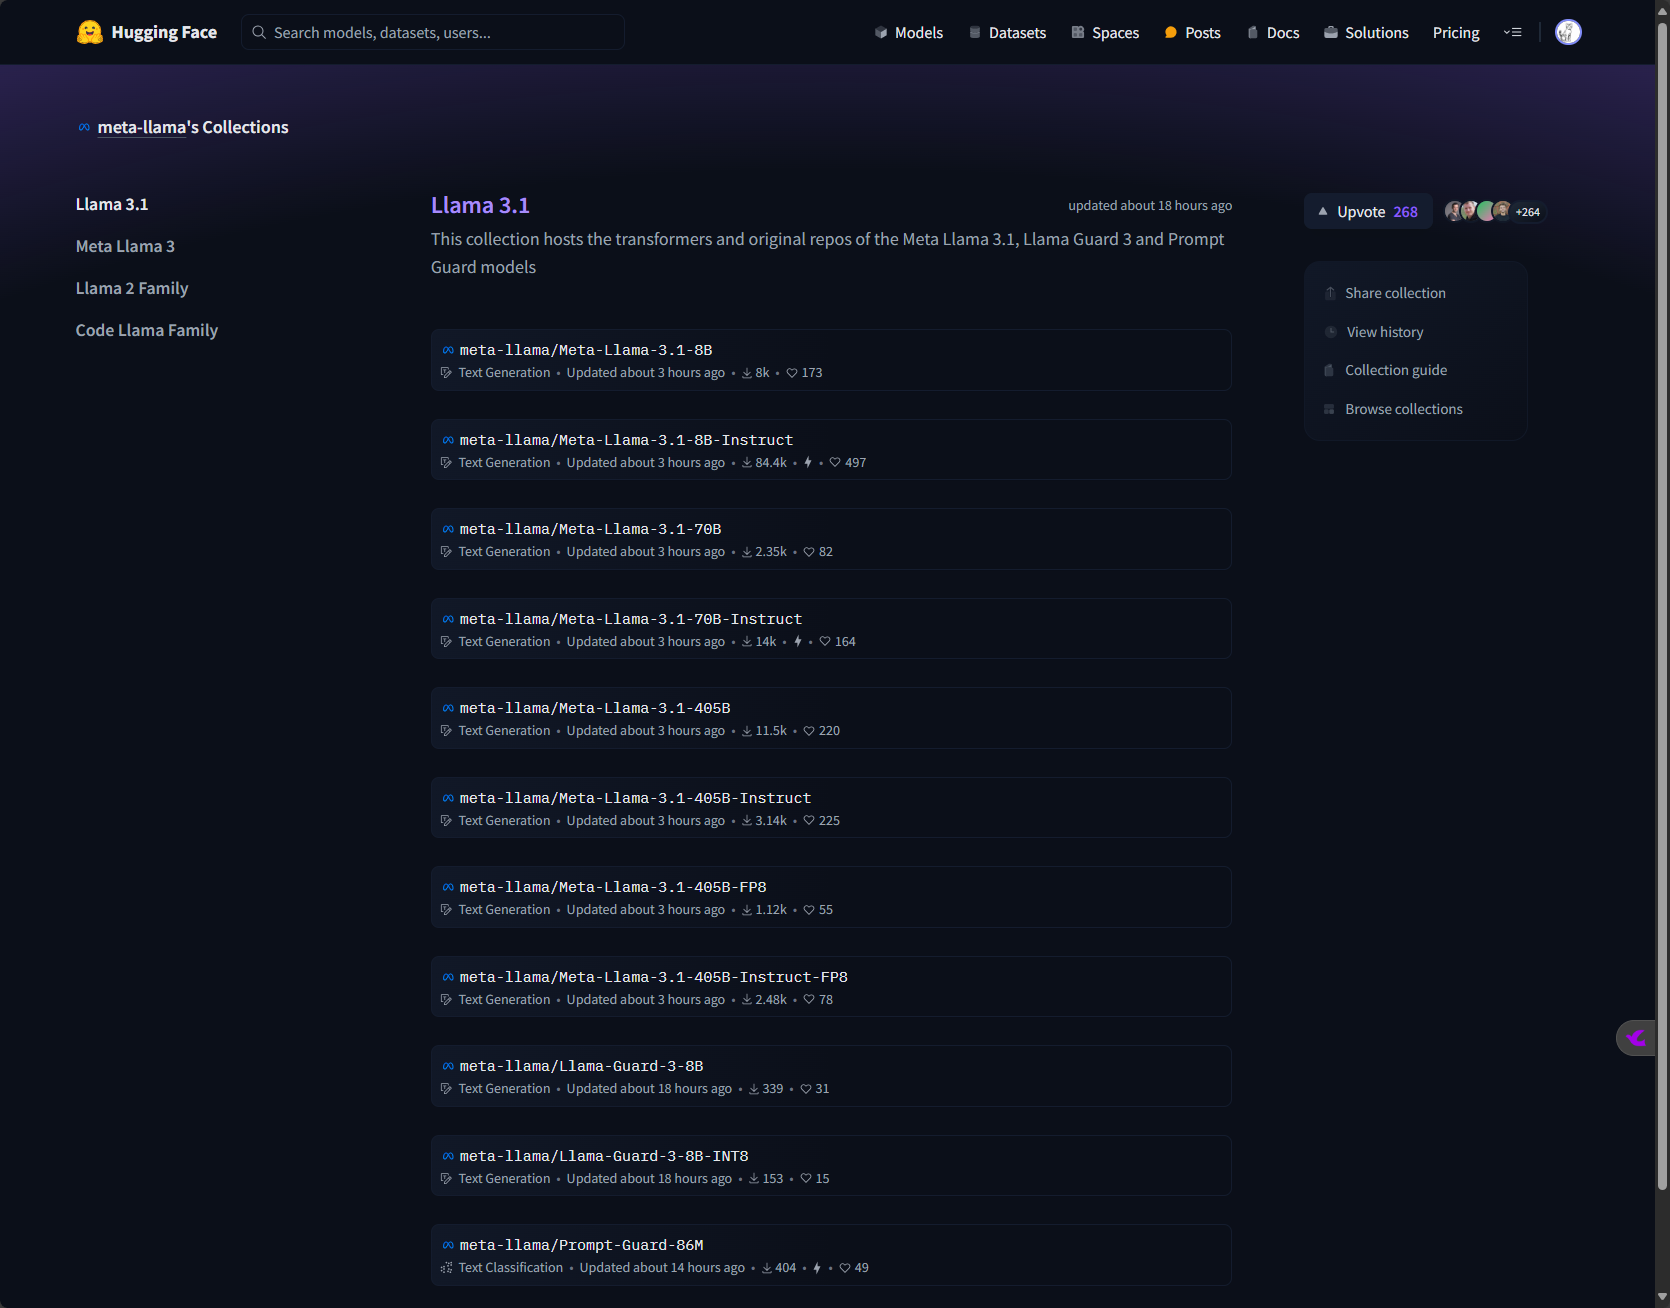 Hugging Face
Search models, datasets, users...
Models
Datasets
Spaces
Posts
Docs
Solutions
Pricing
meta-llama's Collections
Llama 3.1
Meta Llama 3
Llama 2 Family
Code Llama Family
Llama 3.1
updated about 18 hours ago
This collection hosts the transformers and original repos of the Meta Llama 3.1, Llama Guard 3 and Prompt
Guard models
meta-llama/Meta-Llama-3.1-8B
Text Generation • Updated about 3 hours ago • 8k • 173
meta-llama/Meta-Llama-3.1-8B-Instruct
Text Generation • Updated about 3 hours ago • 84.4k • • 497
meta-llama/Meta-Llama-3.1-70B
Text Generation • Updated about 3 hours ago • 2.35k • 82
meta-llama/Meta-Llama-3.1-70B-Instruct
Text Generation • Updated about 3 hours ago • 14k • • 164
meta-llama/Meta-Llama-3.1-405B
Text Generation • Updated about 3 hours ago • 11.5k • 220
meta-llama/Meta-Llama-3.1-405B-Instruct
Text Generation • Updated about 3 hours ago • 3.14k • 225
meta-llama/Meta-Llama-3.1-405B-FP8
Text Generation • Updated about 3 hours ago • 1.12k • 55
meta-llama/Meta-Llama-3.1-405B-Instruct-FP8
Text Generation • Updated about 3 hours ago • 2.48k • 78
meta-llama/Llama-Guard-3-8B
Text Generation • Updated about 18 hours ago • 339 • 31
meta-llama/Llama-Guard-3-8B-INT8
Text Generation • Updated about 18 hours ago • 153 • 15
meta-llama/Prompt-Guard-86M
Text Classification • Updated about 14 hours ago • 404 • • 49
Upvote 268
+264
Share collection
View history
Collection guide
Browse collections